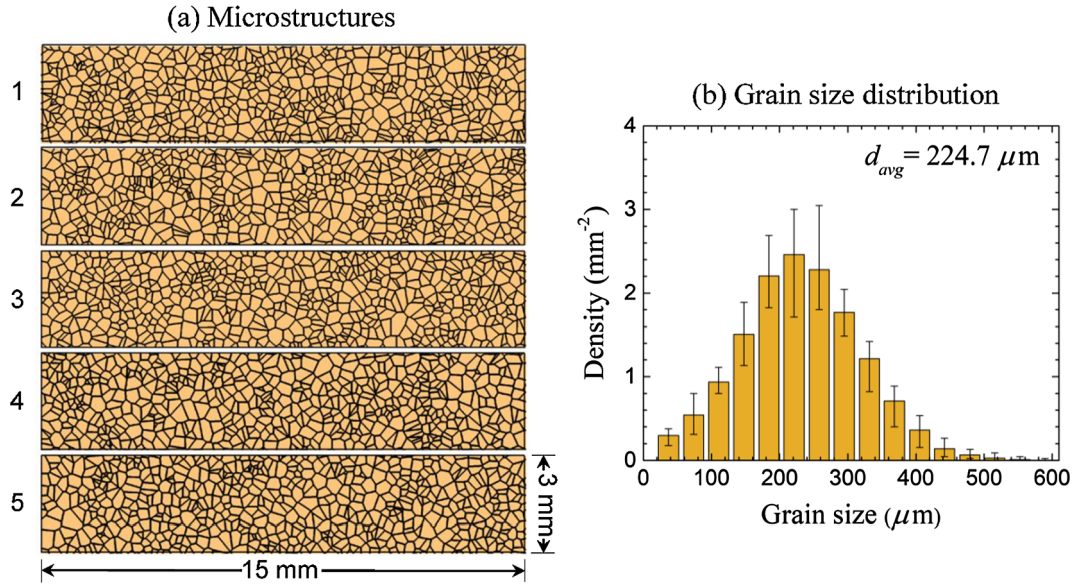 (a) Microstructures
1
2
3
4
5
3 mm
15 mm
(b) Grain size distribution
d_avg = 224.7 μm
Density (mm⁻²)
4
3
2
1
0
0 100 200 300 400 500 600
Grain size (μm)